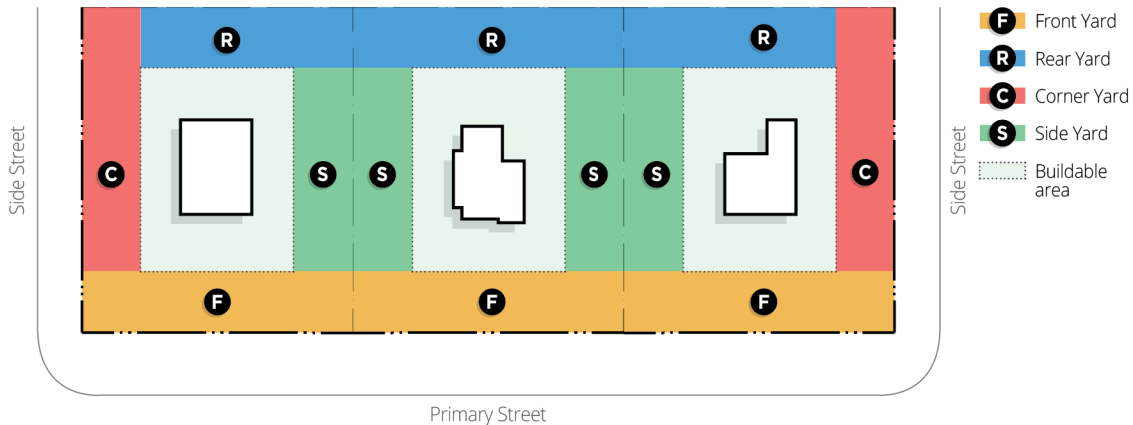 R
R
R
F
Front Yard
R
Rear Yard
C
Corner Yard
S
Side Yard
Buildable
area
Side Street
C
S
S
S
S
C
Side Street
F
F
F
Primary Street